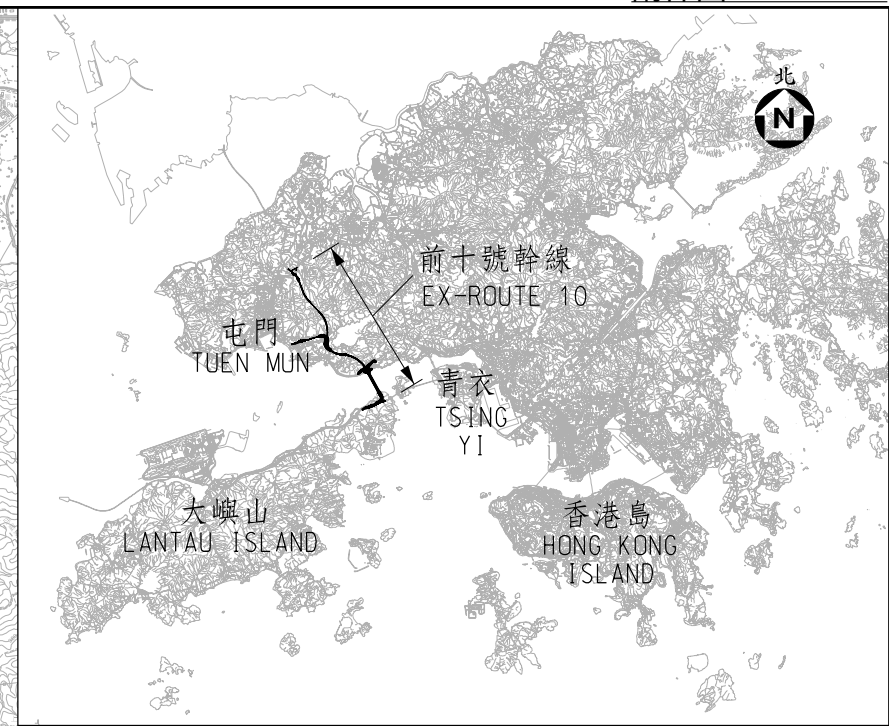 北
N
前十號幹線
EX-ROUTE 10
屯門
TUEN MUN
青衣
TSING
YI
大嶼山
LANTAU ISLAND
香港島
HONG KONG
ISLAND